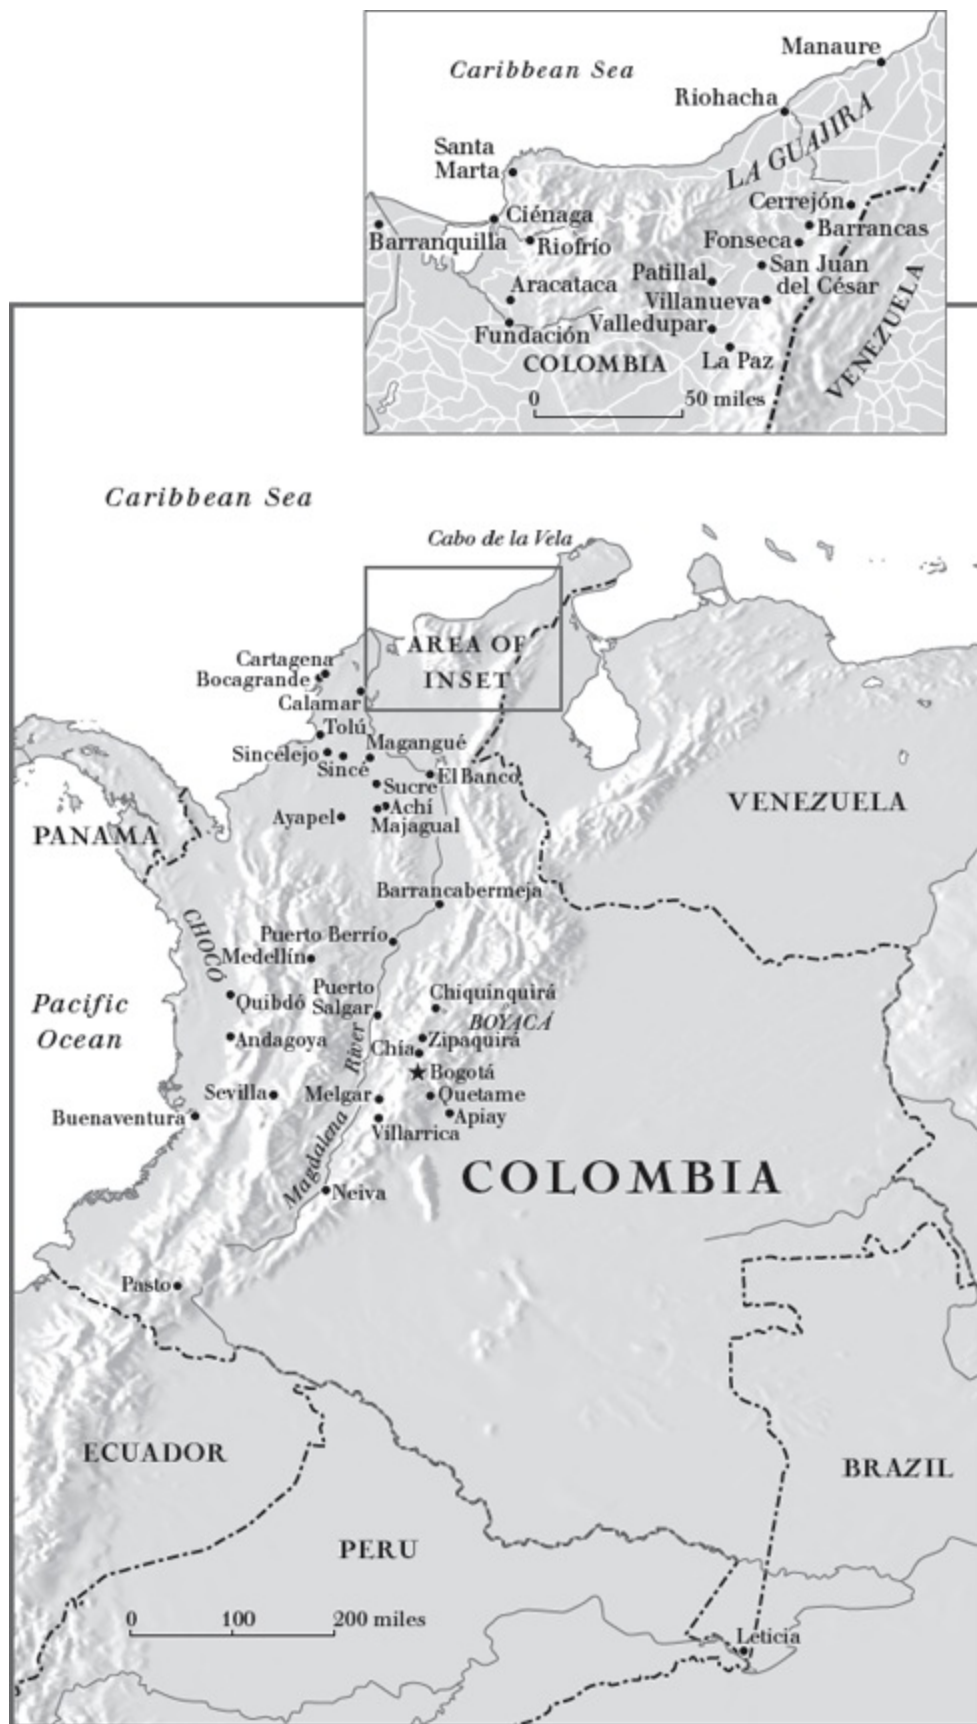 Manaure
Caribbean Sea
Riohacha
LA GUAJIRA
Santa
Marta
Cerrejón
Ciénaga
Barrancas
Barranquilla
Riofrío
Fonseca
San Juan
del César
Patillal
Aracataca
Villanueva
Fundación
Valledupar
VENEZUELA
COLOMBIA
La Paz
0
50 miles
Caribbean Sea
Cabo de la Vela
AREA OF
INSET
Cartagena
Bocagrande
Calamar
Tolú
Sincelejo
Magangué
Sincé
El Banco
Sucre
Achí
Ayapel
Majagual
VENEZUELA
PANAMA
Barrancabermeja
CHOCÓ
Puerto Berrío
Medellín
Puerto
Salgar
Chiquinquirá
Pacific
Ocean
Quibdó
BOYACÁ
Andagoya
Zipaquirá
Chía
Bogotá
Magdalena River
Sevilla
Melgar
Quetame
Buenaventura
Apiay
Villarrica
COLOMBIA
Neiva
Pasto
ECUADOR
BRAZIL
PERU
0
100
200 miles
Leticia